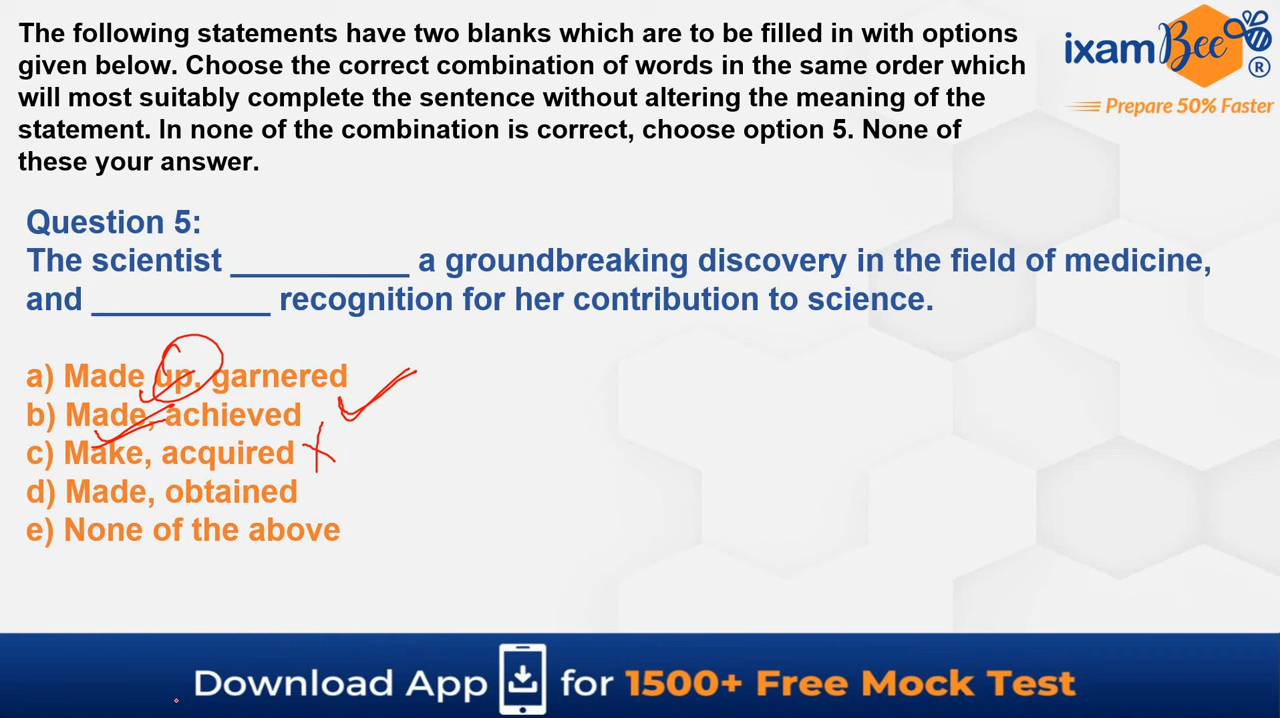 The following statements have two blanks which are to be filled in with options
given below. Choose the correct combination of words in the same order which
will most suitably complete the sentence without altering the meaning of the
statement. In none of the combination is correct, choose option 5. None of
these your answer.
ixamBee
®
Prepare 50% Faster
Question 5:
The scientist __________ a groundbreaking discovery in the field of medicine,
and __________ recognition for her contribution to science.
a) Made up, garnered
b) Made, achieved
c) Make, acquired
d) Made, obtained
e) None of the above
Download App for 1500+ Free Mock Test